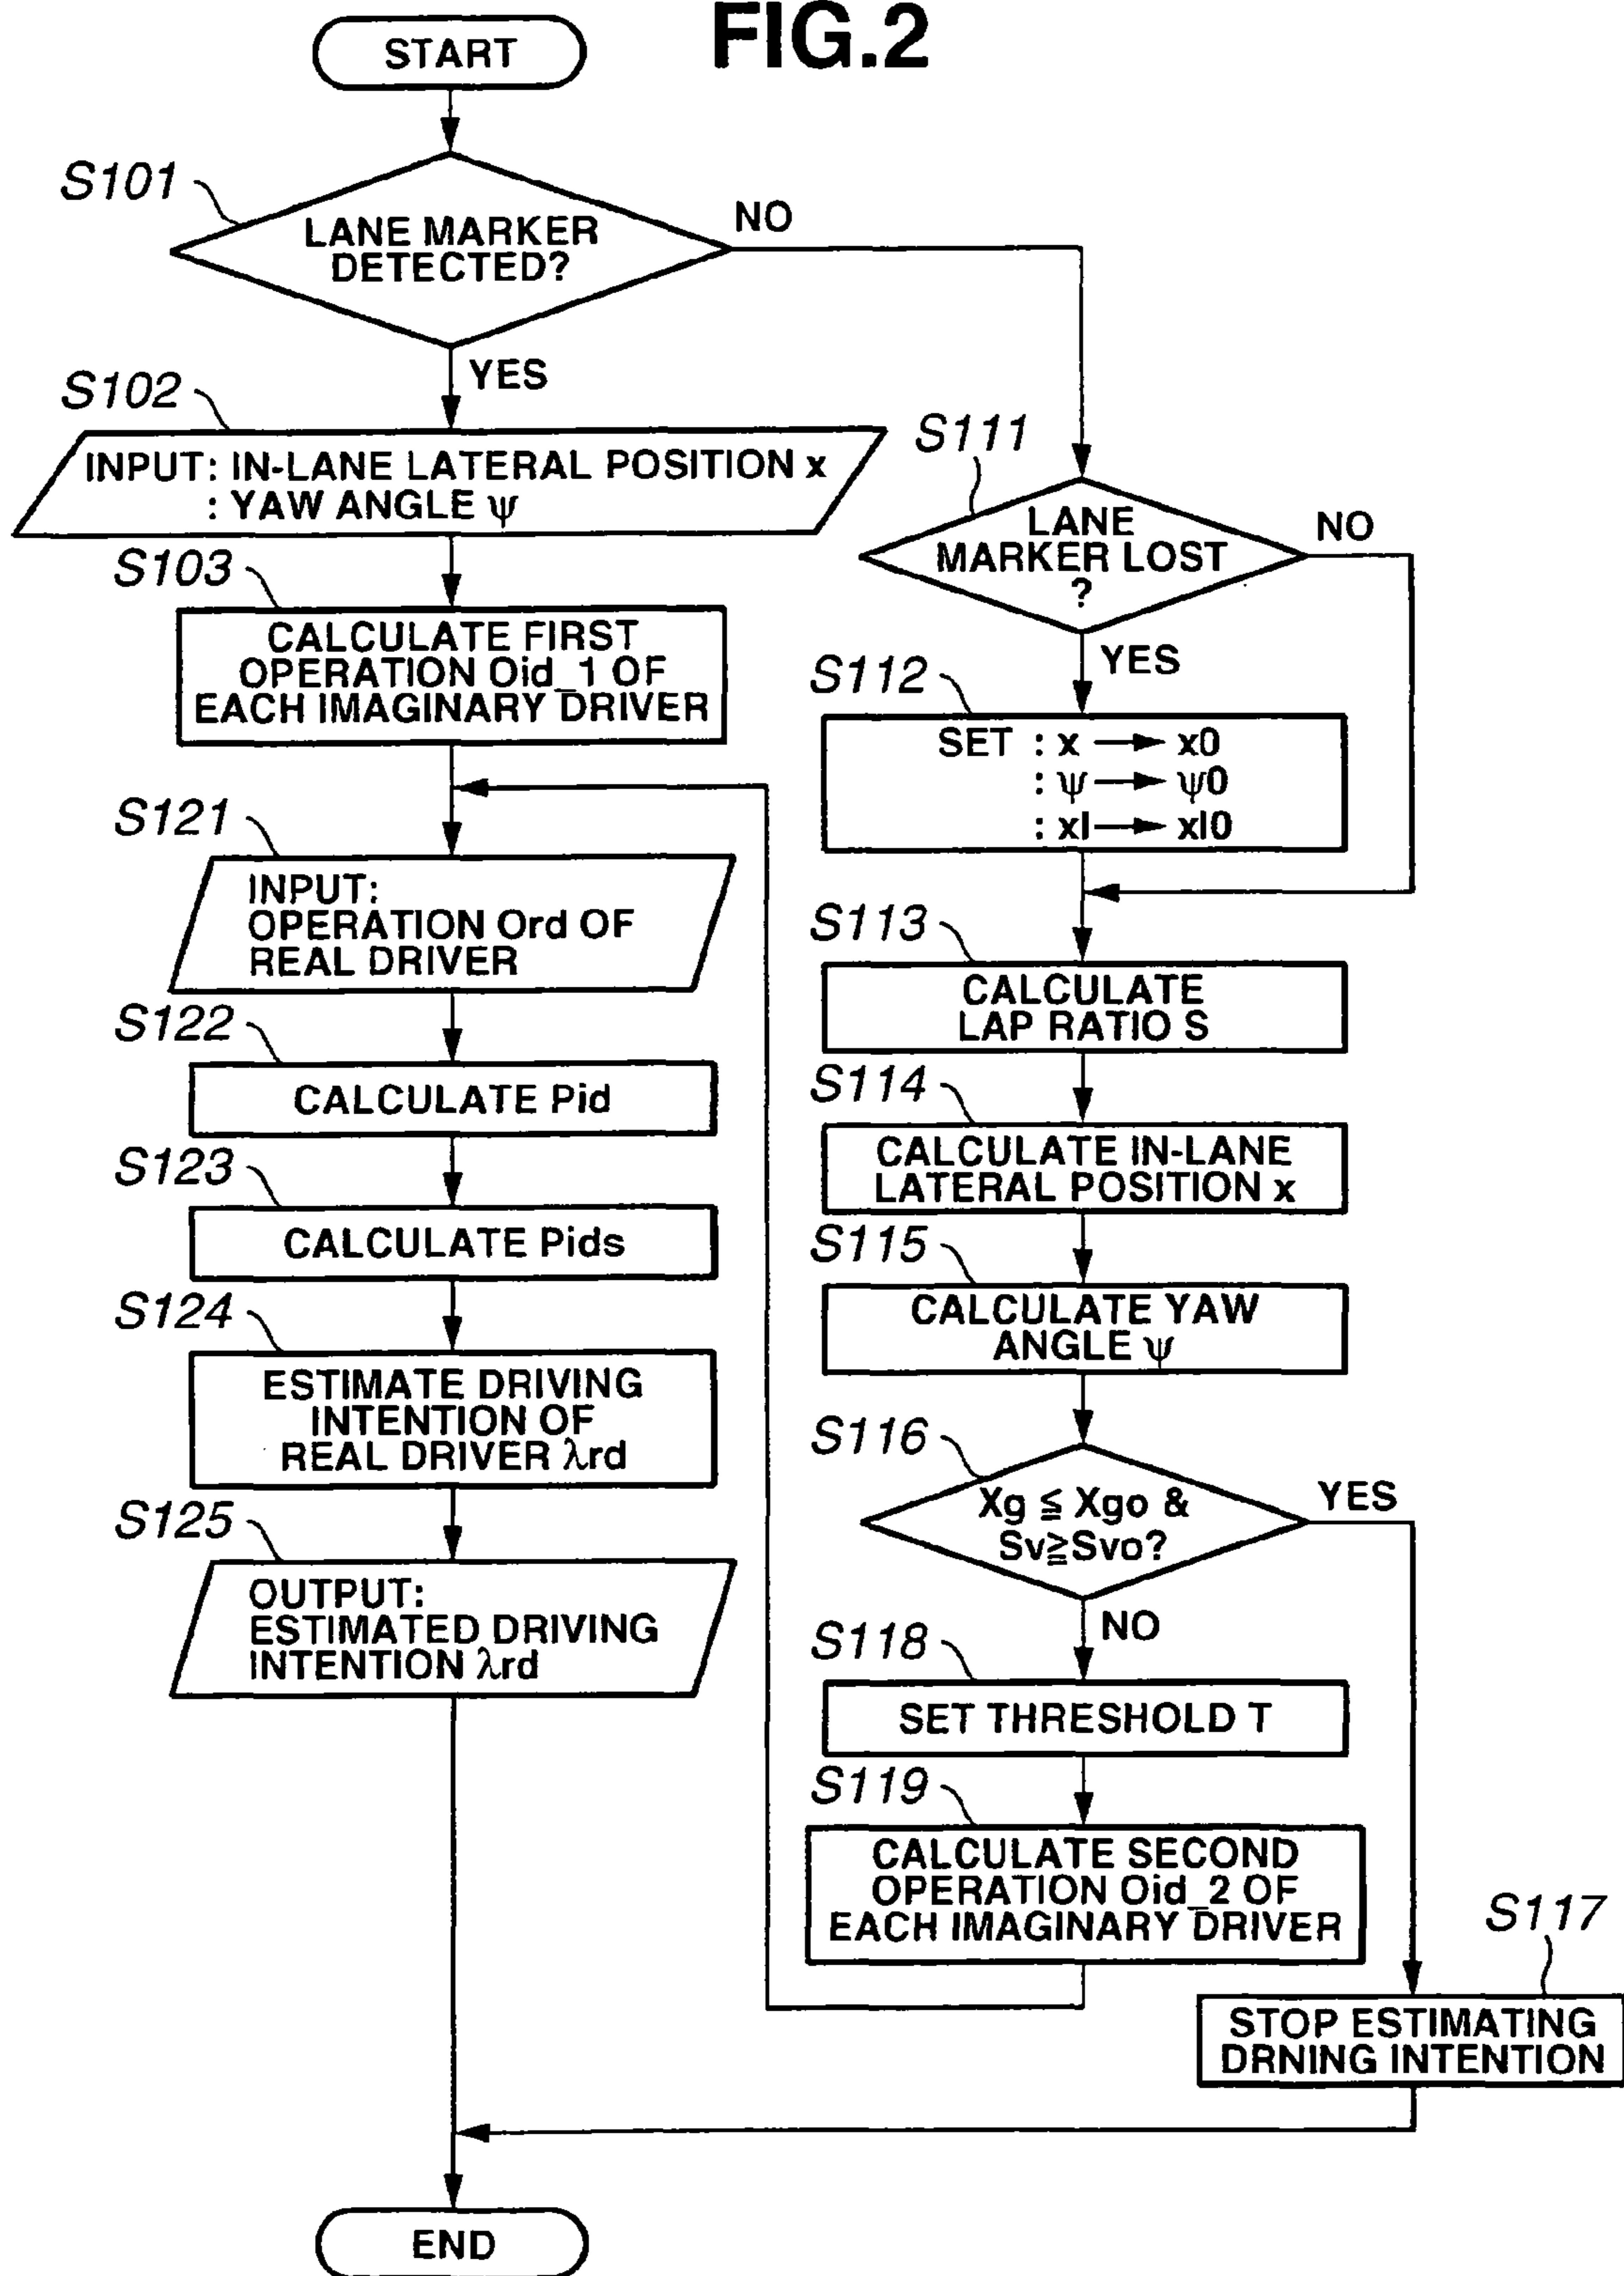 FIG.2
START
S101
LANE MARKER
DETECTED?
NO
YES
S102
INPUT: IN-LANE LATERAL POSITION x
: YAW ANGLE ψ
S103
CALCULATE FIRST
OPERATION Oid_1 OF
EACH IMAGINARY DRIVER
S121
INPUT:
OPERATION Ord OF
REAL DRIVER
S122
CALCULATE Pid
S123
CALCULATE Pids
S124
ESTIMATE DRIVING
INTENTION OF
REAL DRIVER λrd
S125
OUTPUT:
ESTIMATED DRIVING
INTENTION λrd
S111
LANE
MARKER LOST
?
NO
YES
S112
SET : x → x0
: ψ → ψ0
: xl → xl0
S113
CALCULATE
LAP RATIO S
S114
CALCULATE IN-LANE
LATERAL POSITION x
S115
CALCULATE YAW
ANGLE ψ
S116
Xg ≦ Xgo &
Sv≧Svo?
YES
NO
S118
SET THRESHOLD T
S119
CALCULATE SECOND
OPERATION Oid_2 OF
EACH IMAGINARY DRIVER
S117
STOP ESTIMATING
DRNING INTENTION
END